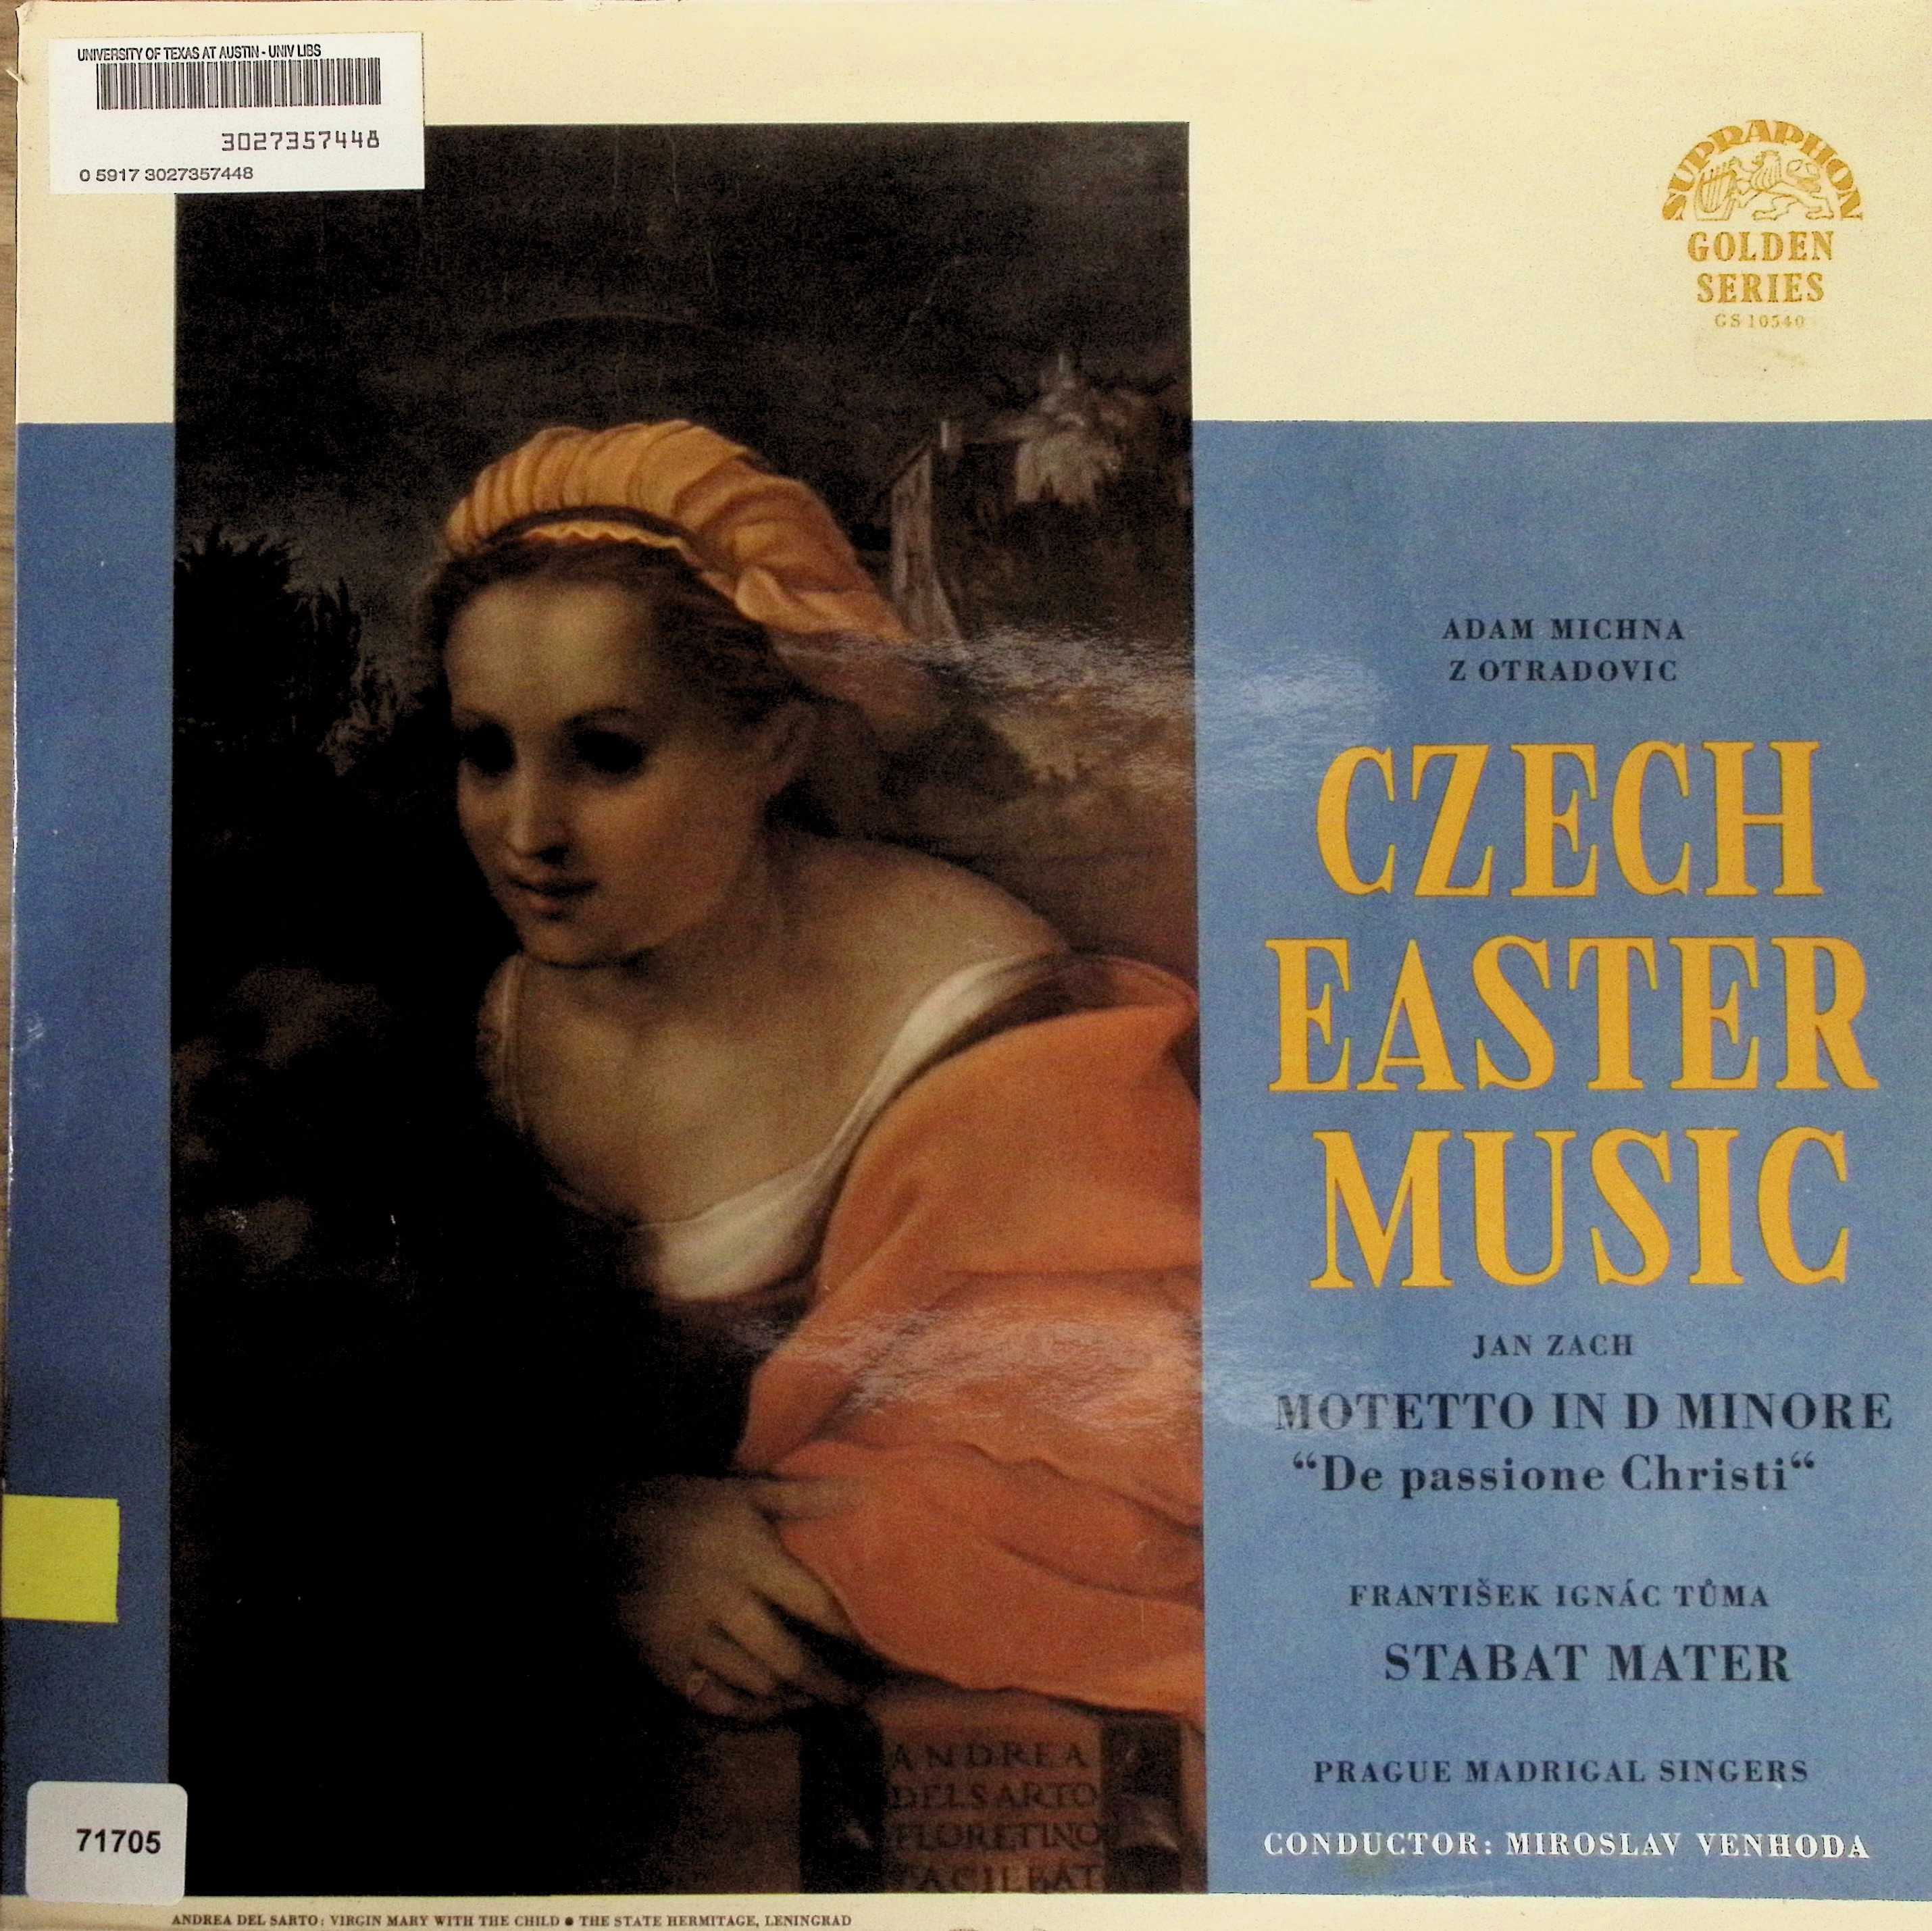 UNIVERSITY OF TEXAS AT AUSTIN - UNIV LIBS
3027357448
0 5917 3027357448
SUPRAPHON
GOLDEN
SERIES
GS 10540
ADAM MICHNA
Z OTRADOVIC
CZECH
EASTER
MUSIC
JAN ZACH
MOTETTO IN D MINORE
“De passione Christi“
FRANTIŠEK IGNÁC TŮMA
STABAT MATER
PRAGUE MADRIGAL SINGERS
CONDUCTOR: MIROSLAV VENHODA
ANDREA
DEL SARTO
FLORETINO
FACIEBAT
71705
ANDREA DEL SARTO: VIRGIN MARY WITH THE CHILD ● THE STATE HERMITAGE, LENINGRAD